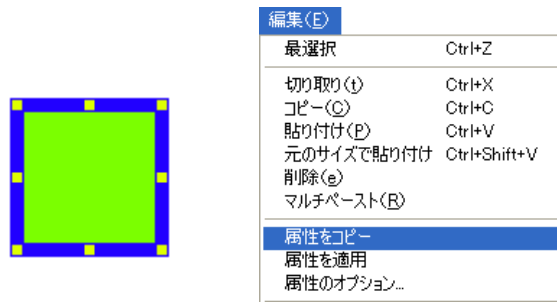 編集(E)
最選択 Ctrl+Z
切り取り(t) Ctrl+X
コピー(C) Ctrl+C
貼り付け(P) Ctrl+V
元のサイズで貼り付け Ctrl+Shift+V
削除(e)
マルチペースト(R)
属性をコピー
属性を適用
属性のオプション...